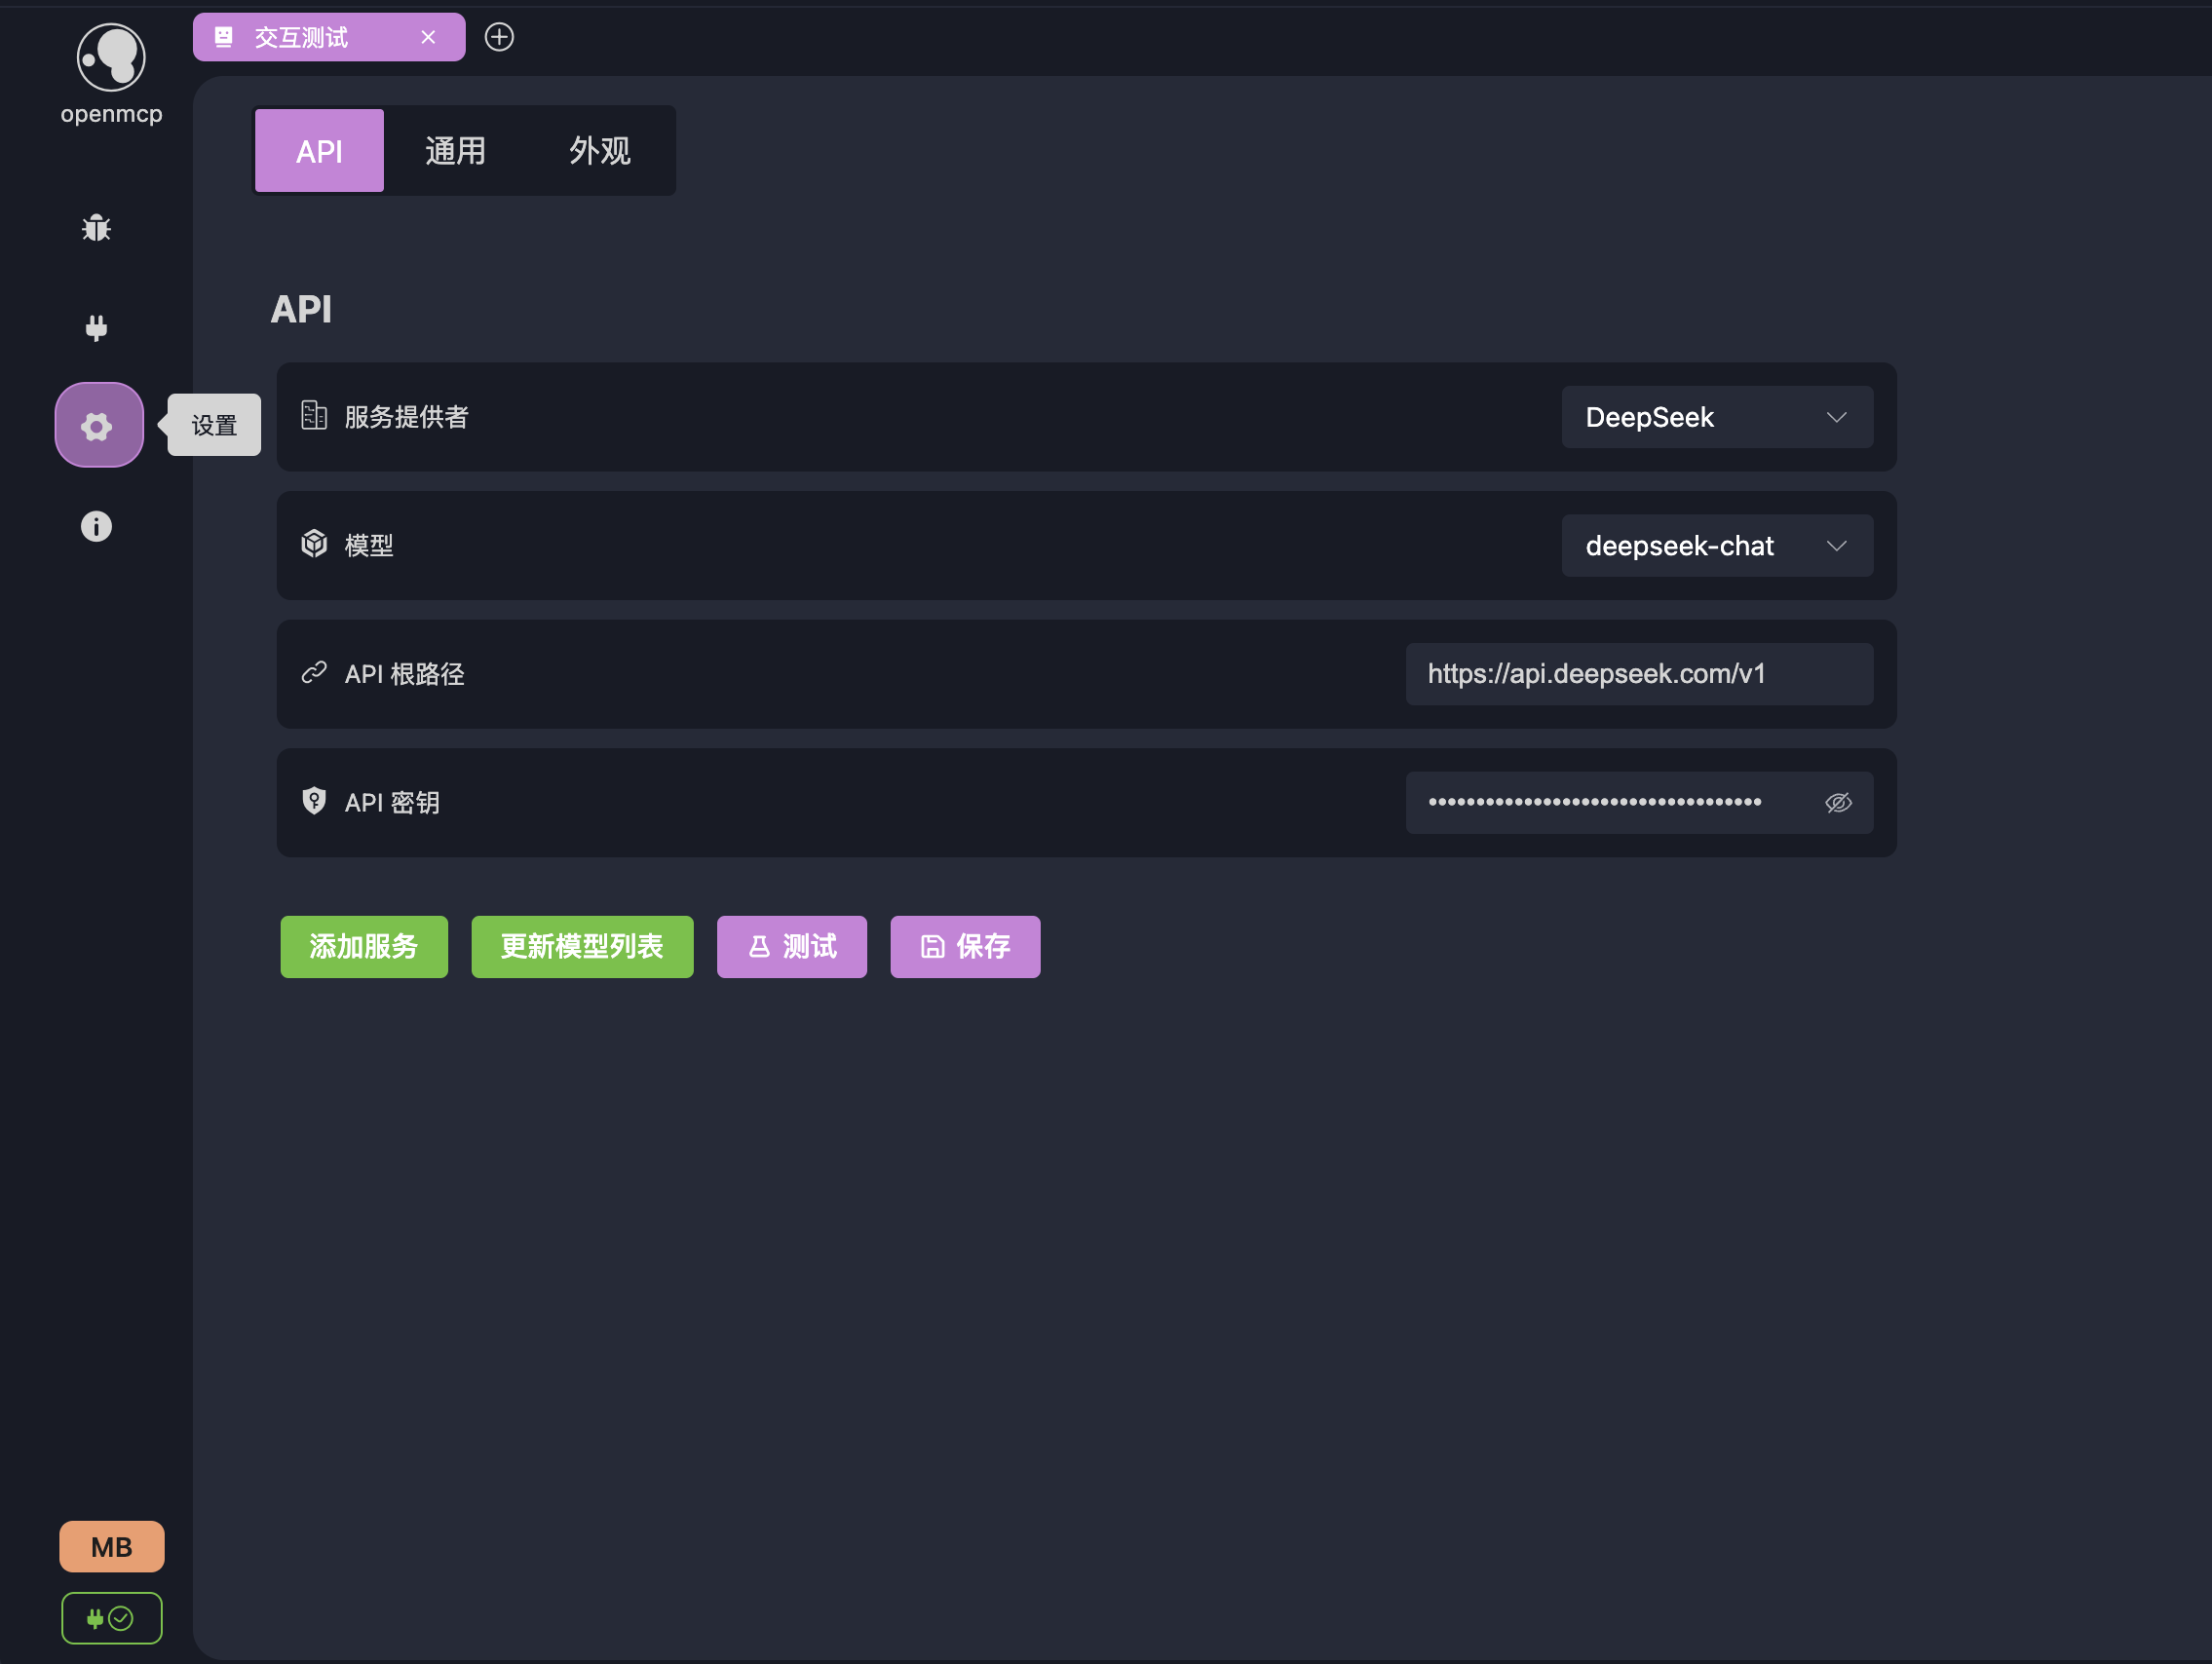 交互测试
openmcp
API
通用
外观
设置
API
服务提供者
DeepSeek
模型
deepseek-chat
API 根路径
https://api.deepseek.com/v1
API 密钥
•••••••••••••••••••••••••••••••••••
添加服务
更新模型列表
测试
保存
MB